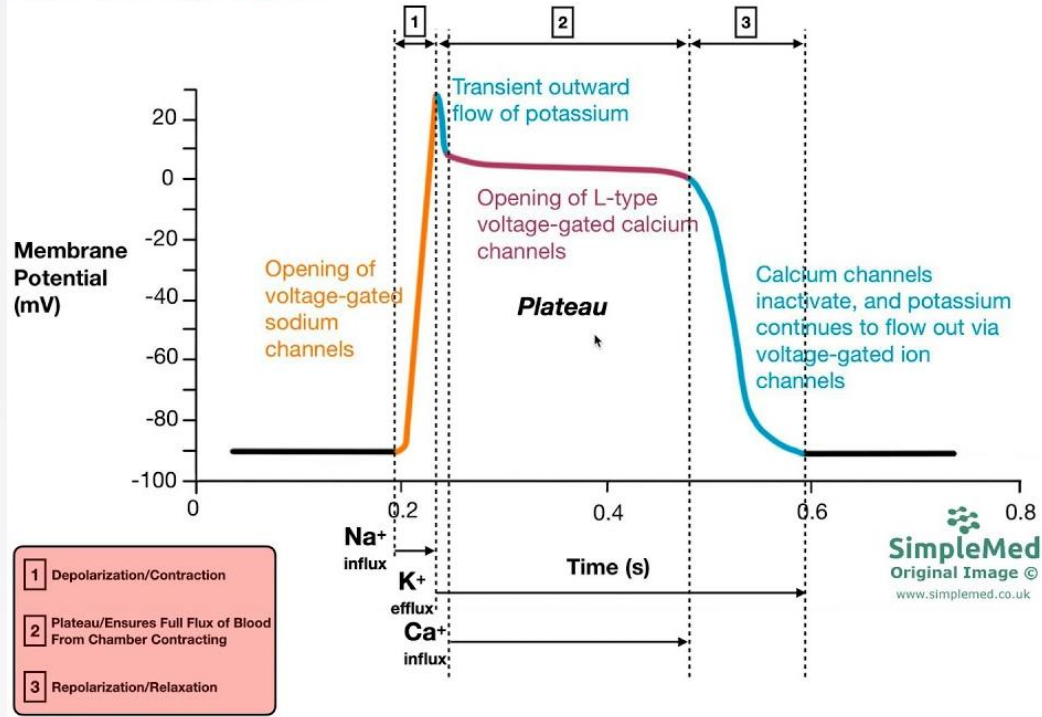 1
2
3
Transient outward
flow of potassium
20
0
-20
-40
-60
-80
-100
Membrane
Potential
(mV)
Opening of
voltage-gated
sodium
channels
Opening of L-type
voltage-gated calcium
channels
Plateau
Calcium channels
inactivate, and potassium
continues to flow out via
voltage-gated ion
channels
0
0.2
0.4
0.6
0.8
Na+
influx
K+
efflux
Ca+
influx
Time (s)
SimpleMed
Original Image ©
www.simplemed.co.uk
1 Depolarization/Contraction
2 Plateau/Ensures Full Flux of Blood
From Chamber Contracting
3 Repolarization/Relaxation